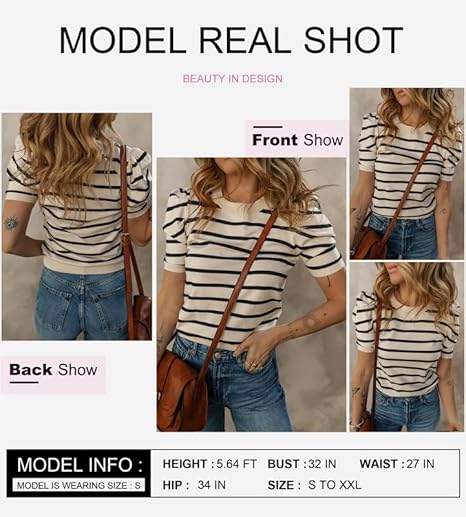 MODEL REAL SHOT
BEAUTY IN DESIGN
Front Show
Back Show
MODEL INFO :
MODEL IS WEARING SIZE : S
HEIGHT : 5.64 FT BUST : 32 IN WAIST : 27 IN
HIP : 34 IN SIZE : S TO XXL